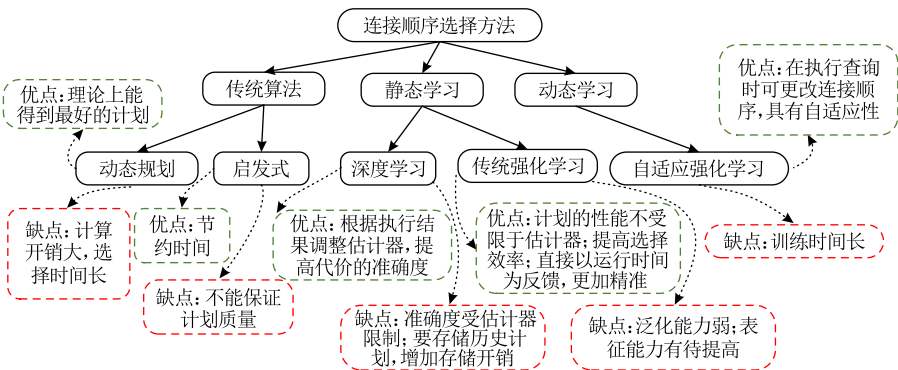 连接顺序选择方法
传统算法
静态学习
动态学习
优点:理论上能
得到最好的计划
优点:在执行查询
时可更改连接顺
序,具有自适应性
动态规划
启发式
深度学习
传统强化学习
自适应强化学习
缺点:计算
开销大,选
择时间长
优点:节
约时间
优点:根据执行结
果调整估计器,提
高代价的准确度
优点:计划的性能不受
限于估计器;提高选择
效率;直接以运行时间
为反馈,更加精准
缺点:训练时间长
缺点:不能保证
计划质量
缺点:准确度受估计器
限制;要存储历史计
划,增加存储开销
缺点:泛化能力弱;表
征能力有待提高